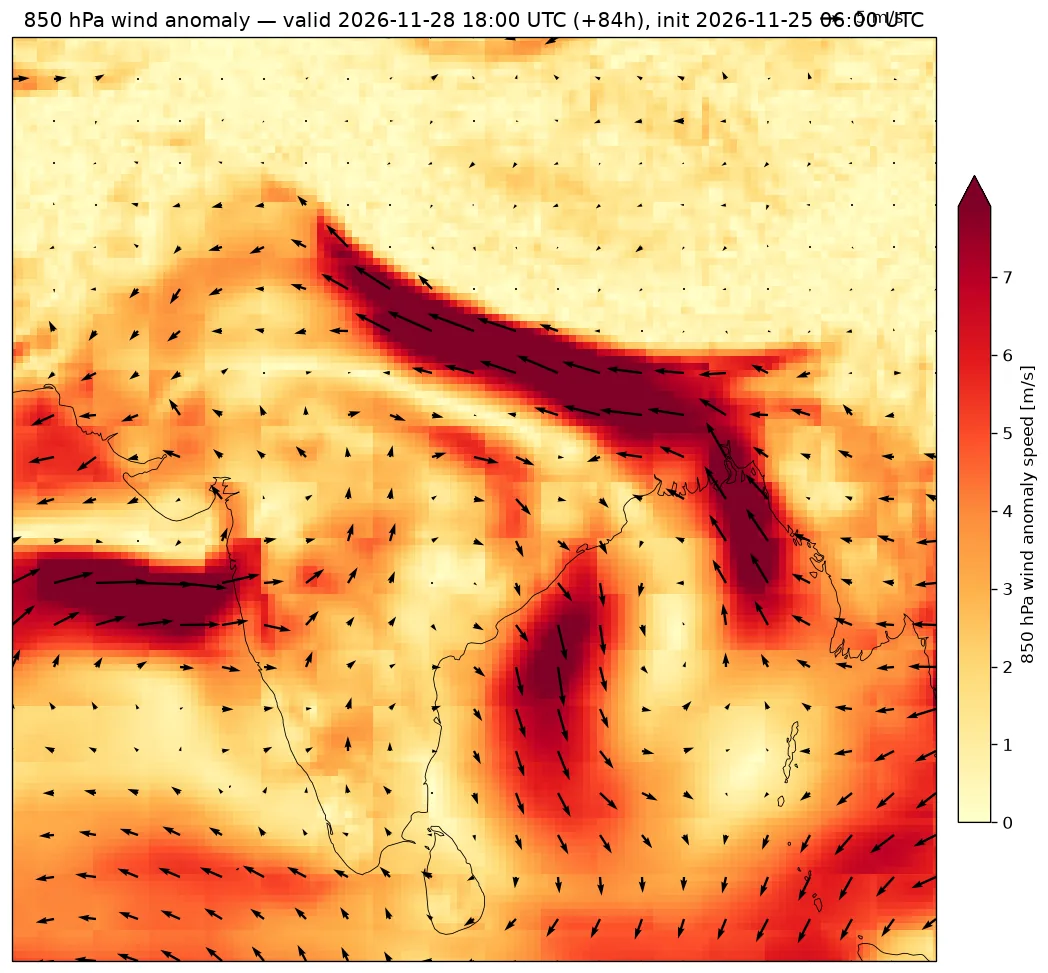 850 hPa wind anomaly — valid 2026-11-28 18:00 UTC (+84h), init 2026-11-25 06:00 UTC
5 m/s
7
6
5
4
3
2
1
0
850 hPa wind anomaly speed [m/s]